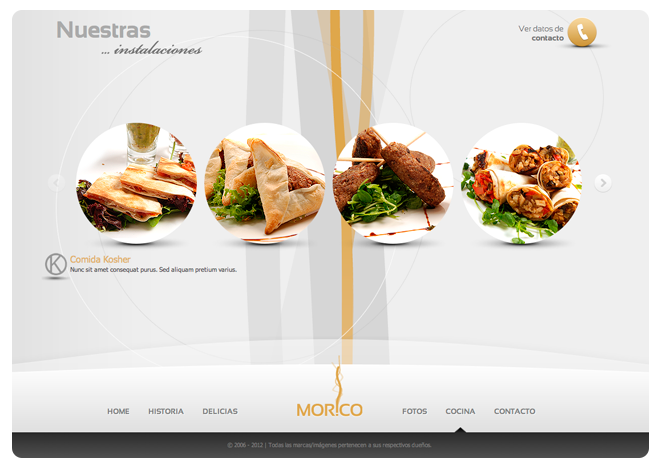 Nuestras
... instalaciones
Ver datos de
contacto
K Comida Kosher
Nunc sit amet consequat purus. Sed aliquam pretium varius.
HOME HISTORIA DELICIAS MORICO FOTOS COCINA CONTACTO
© 2006 - 2012 | Todas las marcas/imágenes pertenecen a sus respectivos dueños.